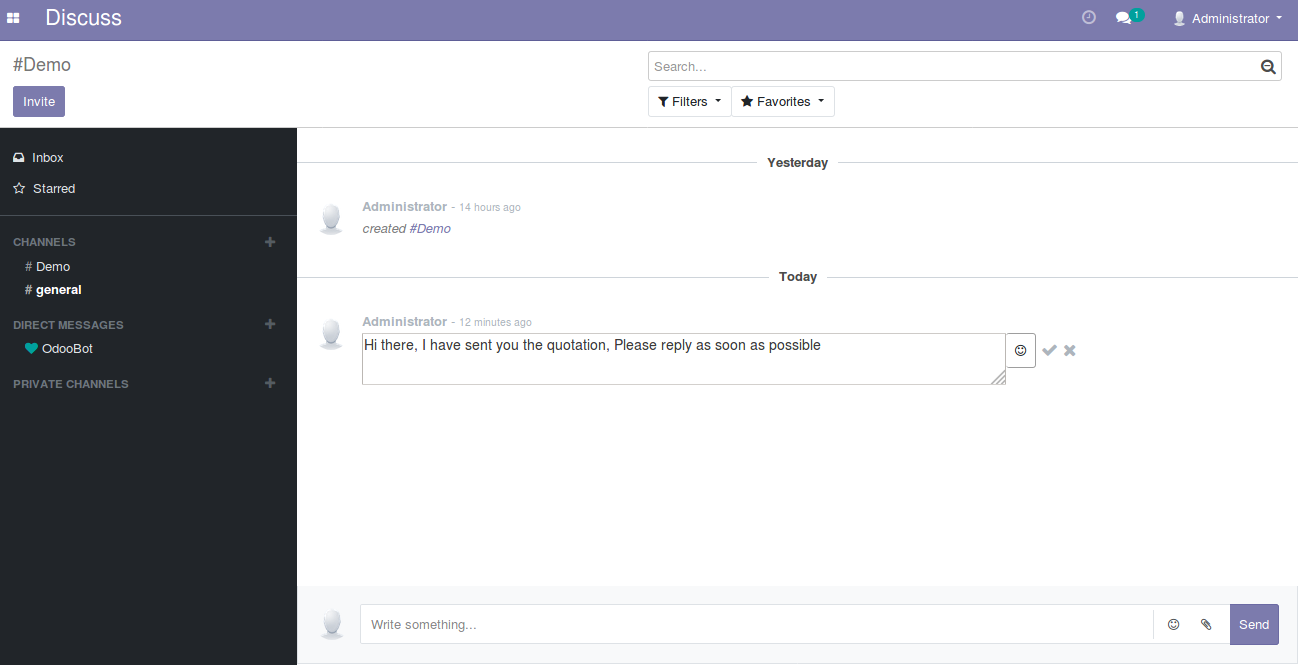 Discuss
1
Administrator
#Demo
Search...
Invite
Filters
Favorites
Inbox
Starred
CHANNELS
# Demo
# general
DIRECT MESSAGES
OdooBot
PRIVATE CHANNELS
Yesterday
Administrator - 14 hours ago
created #Demo
Today
Administrator - 12 minutes ago
Hi there, I have sent you the quotation, Please reply as soon as possible
Write something...
Send